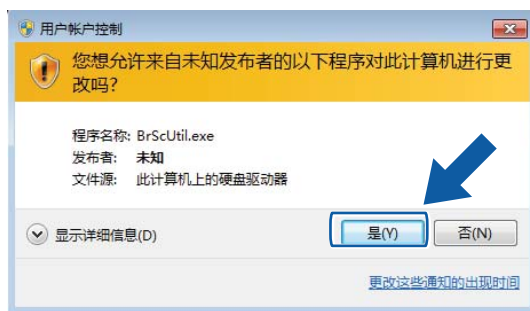 用户帐户控制
您想允许来自未知发布者的以下程序对此计算机进行更
改吗?
程序名称: BrScUtil.exe
发布者: 未知
文件源: 此计算机上的硬盘驱动器
显示详细信息(D)
是(Y)
否(N)
更改这些通知的出现时间